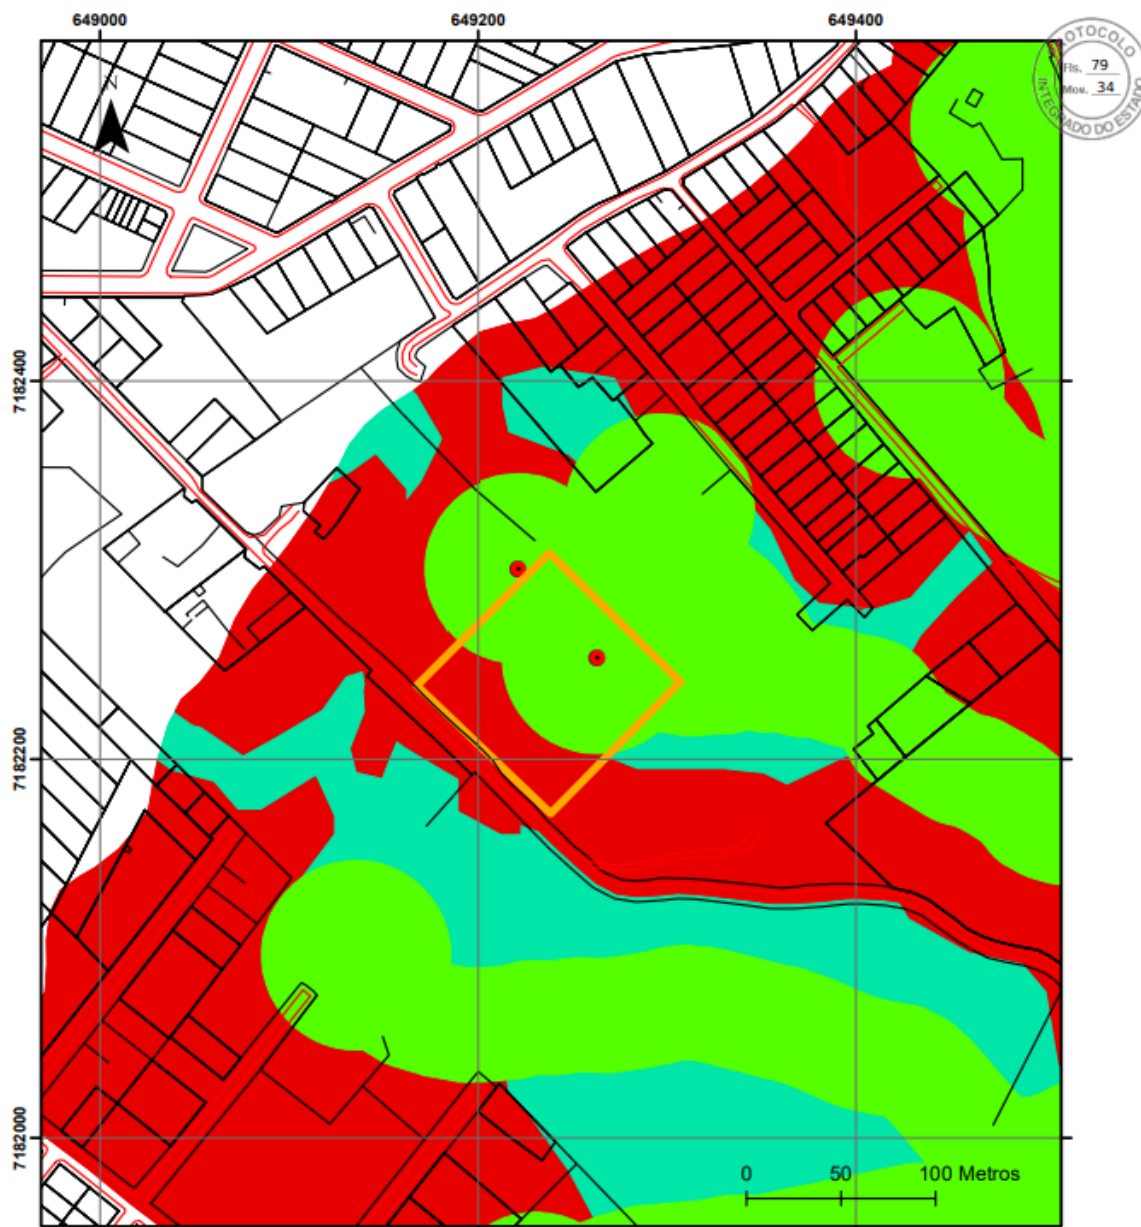 649000 649200 649400
PROTOCOLO
Fls. 79
Mov. 34
INTEGRADO DO ESTADO
N
7182400
7182200
7182000
0 50 100 Metros